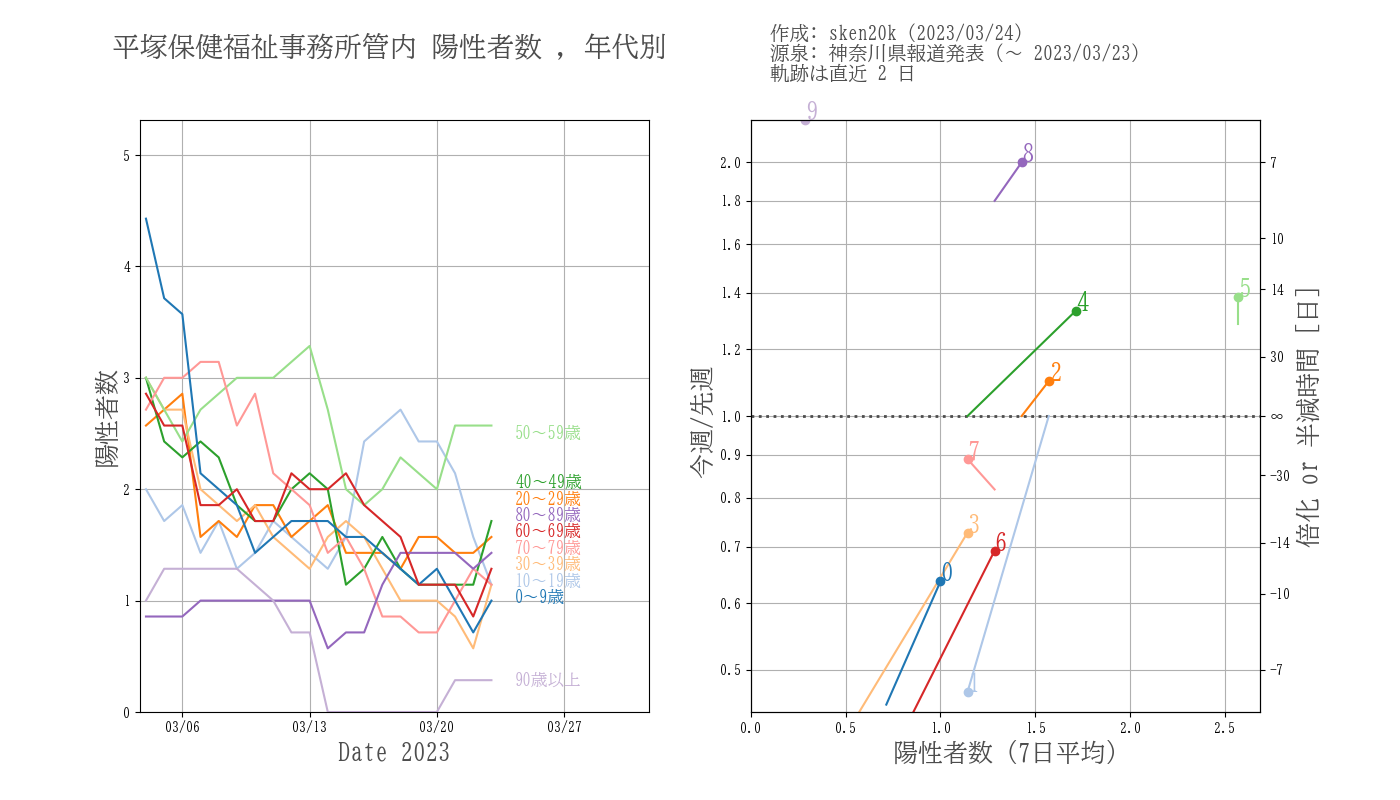 平塚保健福祉事務所管内 陽性者数 , 年代別
作成: sken20k (2023/03/24)
源泉: 神奈川県報道発表 (～ 2023/03/23)
軌跡は直近 2 日
陽性者数
5
4
3
2
1
0
03/06
03/13
03/20
03/27
Date 2023
50～59歳
40～49歳
20～29歳
80～89歳
60～69歳
70～79歳
30～39歳
10～19歳
0～9歳
90歳以上
今週/先週
2.0
1.8
1.6
1.4
1.2
1.0
0.9
0.8
0.7
0.6
0.5
9
8
5
4
2
7
3
6
0
1
0.0
0.5
1.0
1.5
2.0
2.5
陽性者数 (7日平均)
7
10
14
30
∞
-30
-14
-10
-7
倍化 or 半減時間 [日]